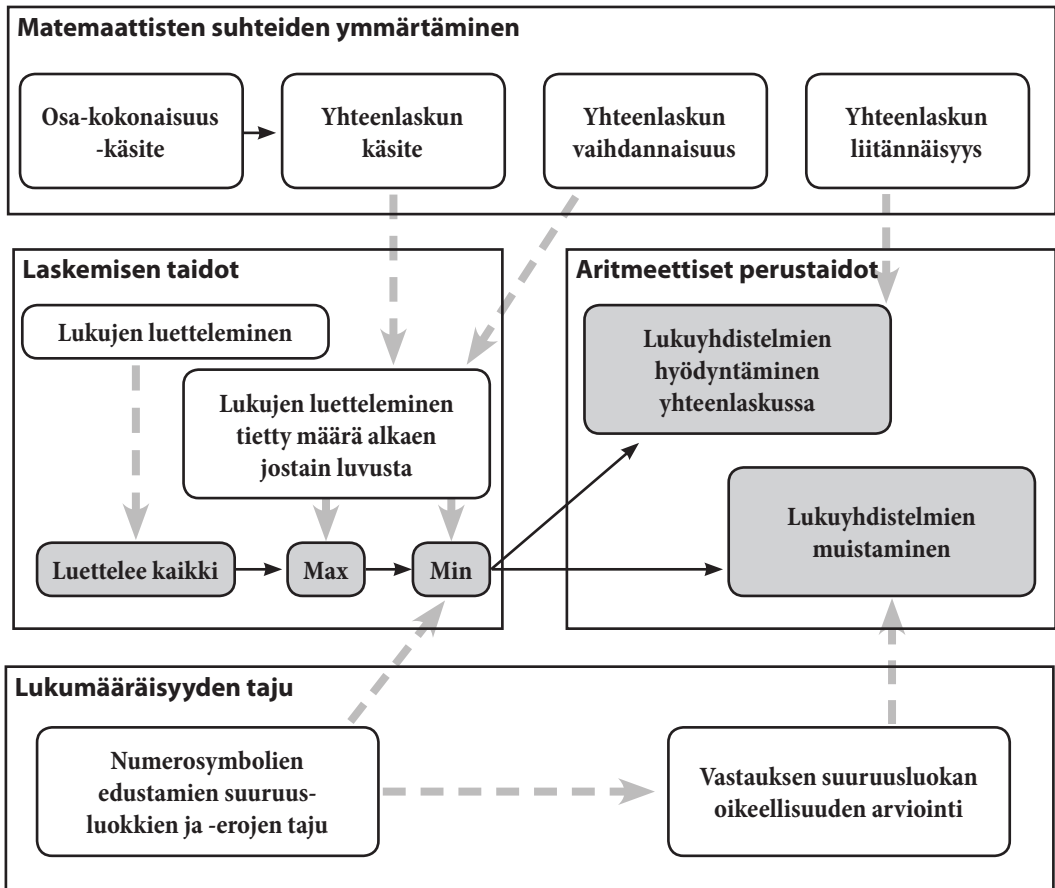 Matemaattisten suhteiden ymmärtäminen
Osa-kokonaisuus
-käsite
Yhteenlaskun
käsite
Yhteenlaskun
vaihdannaisuus
Yhteenlaskun
liitännäisyys
Laskemisen taidot
Lukujen luetteleminen
Lukujen luetteleminen
tietty määrä alkaen
jostain luvusta
Luettelee kaikki
Max
Min
Aritmeettiset perustaidot
Lukuyhdistelmien
hyödyntäminen
yhteenlaskussa
Lukuyhdistelmien
muistaminen
Lukumääräisyyden taju
Numerosymbolien
edustamien suuruus-
luokkien ja -erojen taju
Vastauksen suuruusluokan
oikeellisuuden arviointi